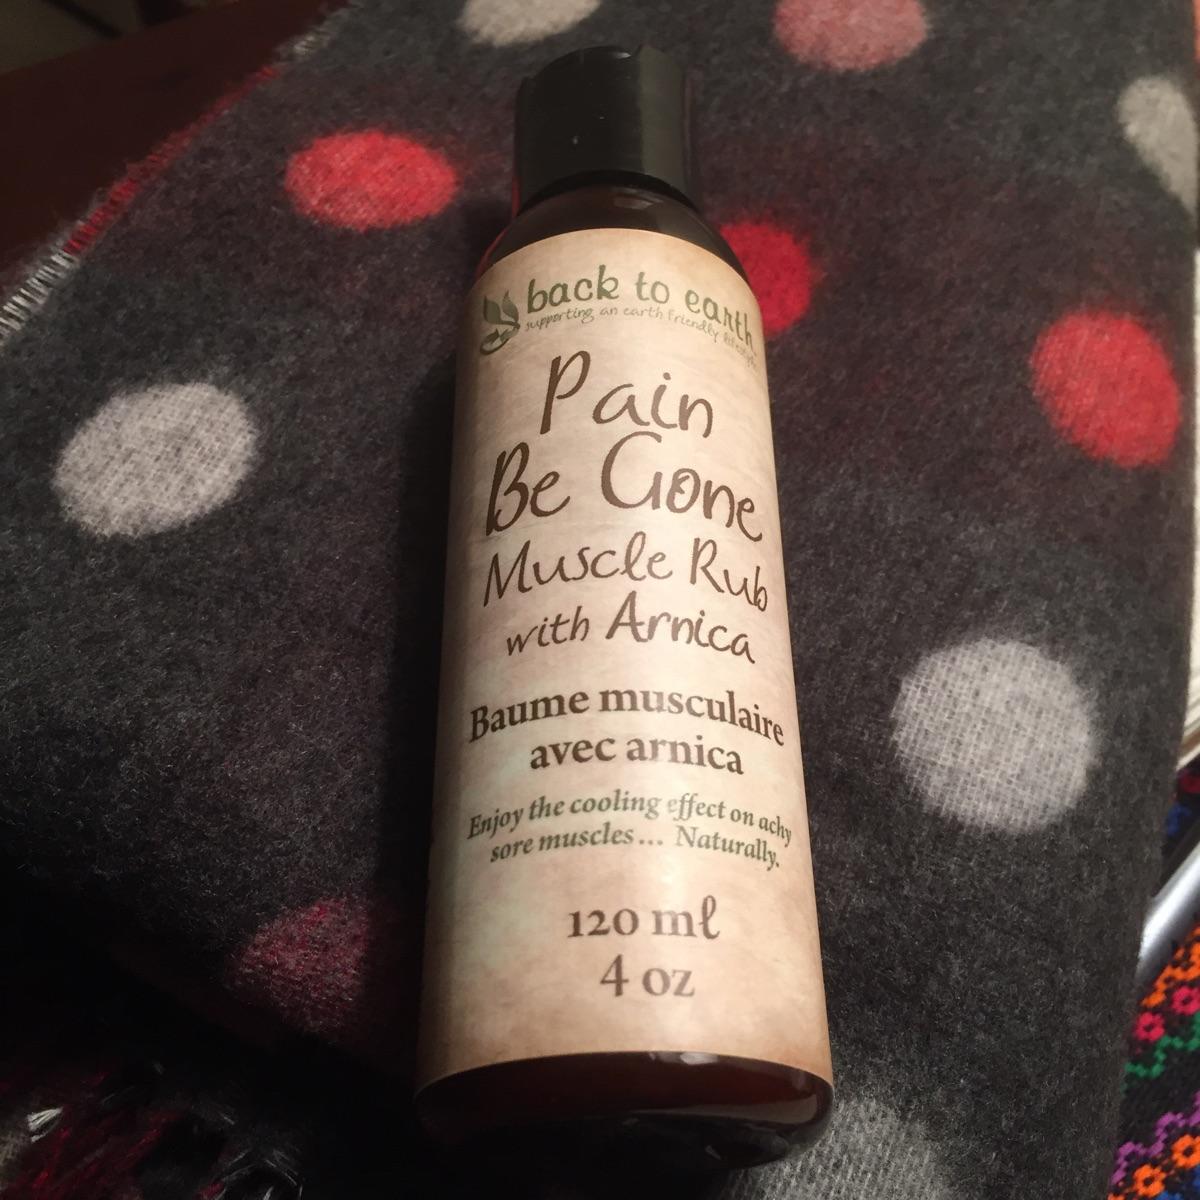 back to earth
supporting an earth friendly lifestyle
Pain
Be Gone
Muscle Rub
with Arnica
Baume musculaire
avec arnica
Enjoy the cooling effect on achy
sore muscles... Naturally.
120 ml
4 oz